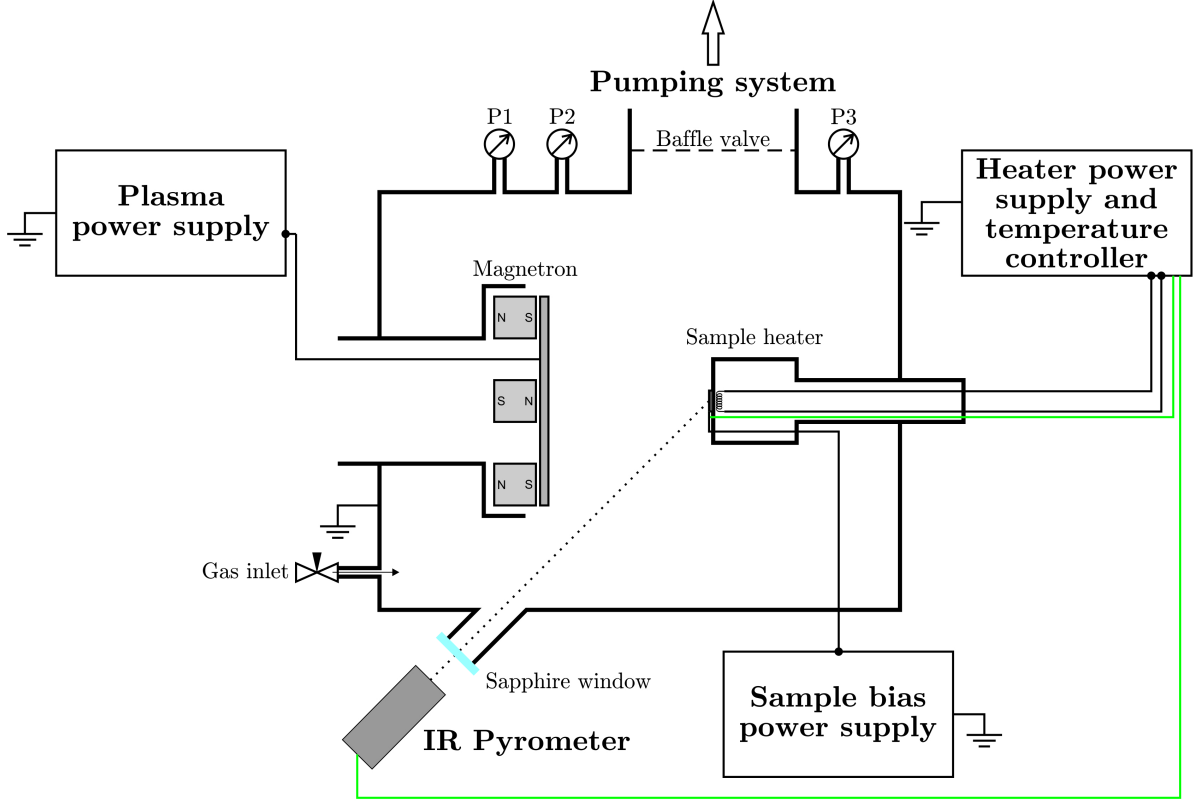 Pumping system
P1
P2
P3
Baffle valve
Plasma
power supply
Heater power
supply and
temperature
controller
Magnetron
N S
S N
N S
Sample heater
Gas inlet
Sapphire window
IR Pyrometer
Sample bias
power supply